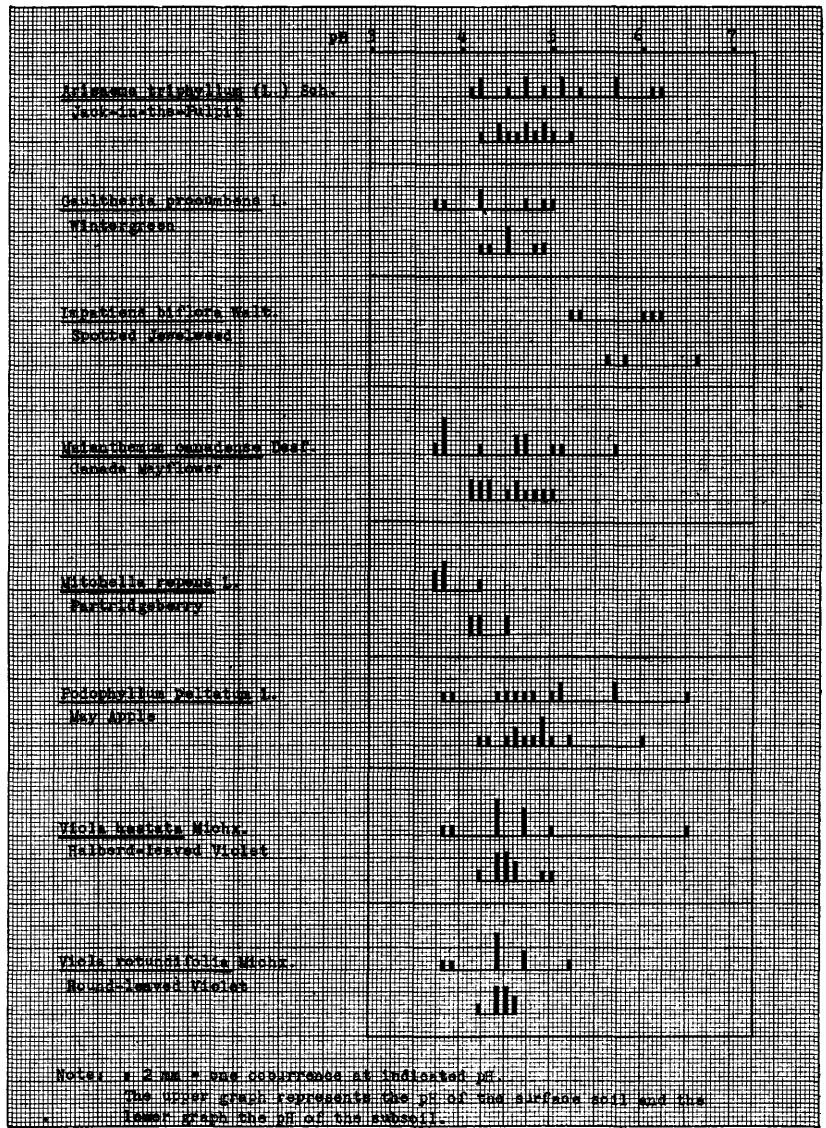 pH 3 4 5 6 7
Arisaema triphyllum (L.) Sch.
Jack-in-the-Pulpit
Gaultheria procumbens L.
Wintergreen
Impatiens biflora Walt.
Spotted Jewelweed
Maianthemum canadense Desf.
Canada Mayflower
Mitchella repens L.
Partridgeberry
Podophyllum Peltatum L.
May Apple
Viola hastata Michx.
Halberd-leaved Violet
Viola rotundifolia Michx.
Round-leaved Violet
Note: : 2 mm = one occurrence at indicated pH.
The upper graph represents the pH of the surface soil and the
lower graph the pH of the subsoil.